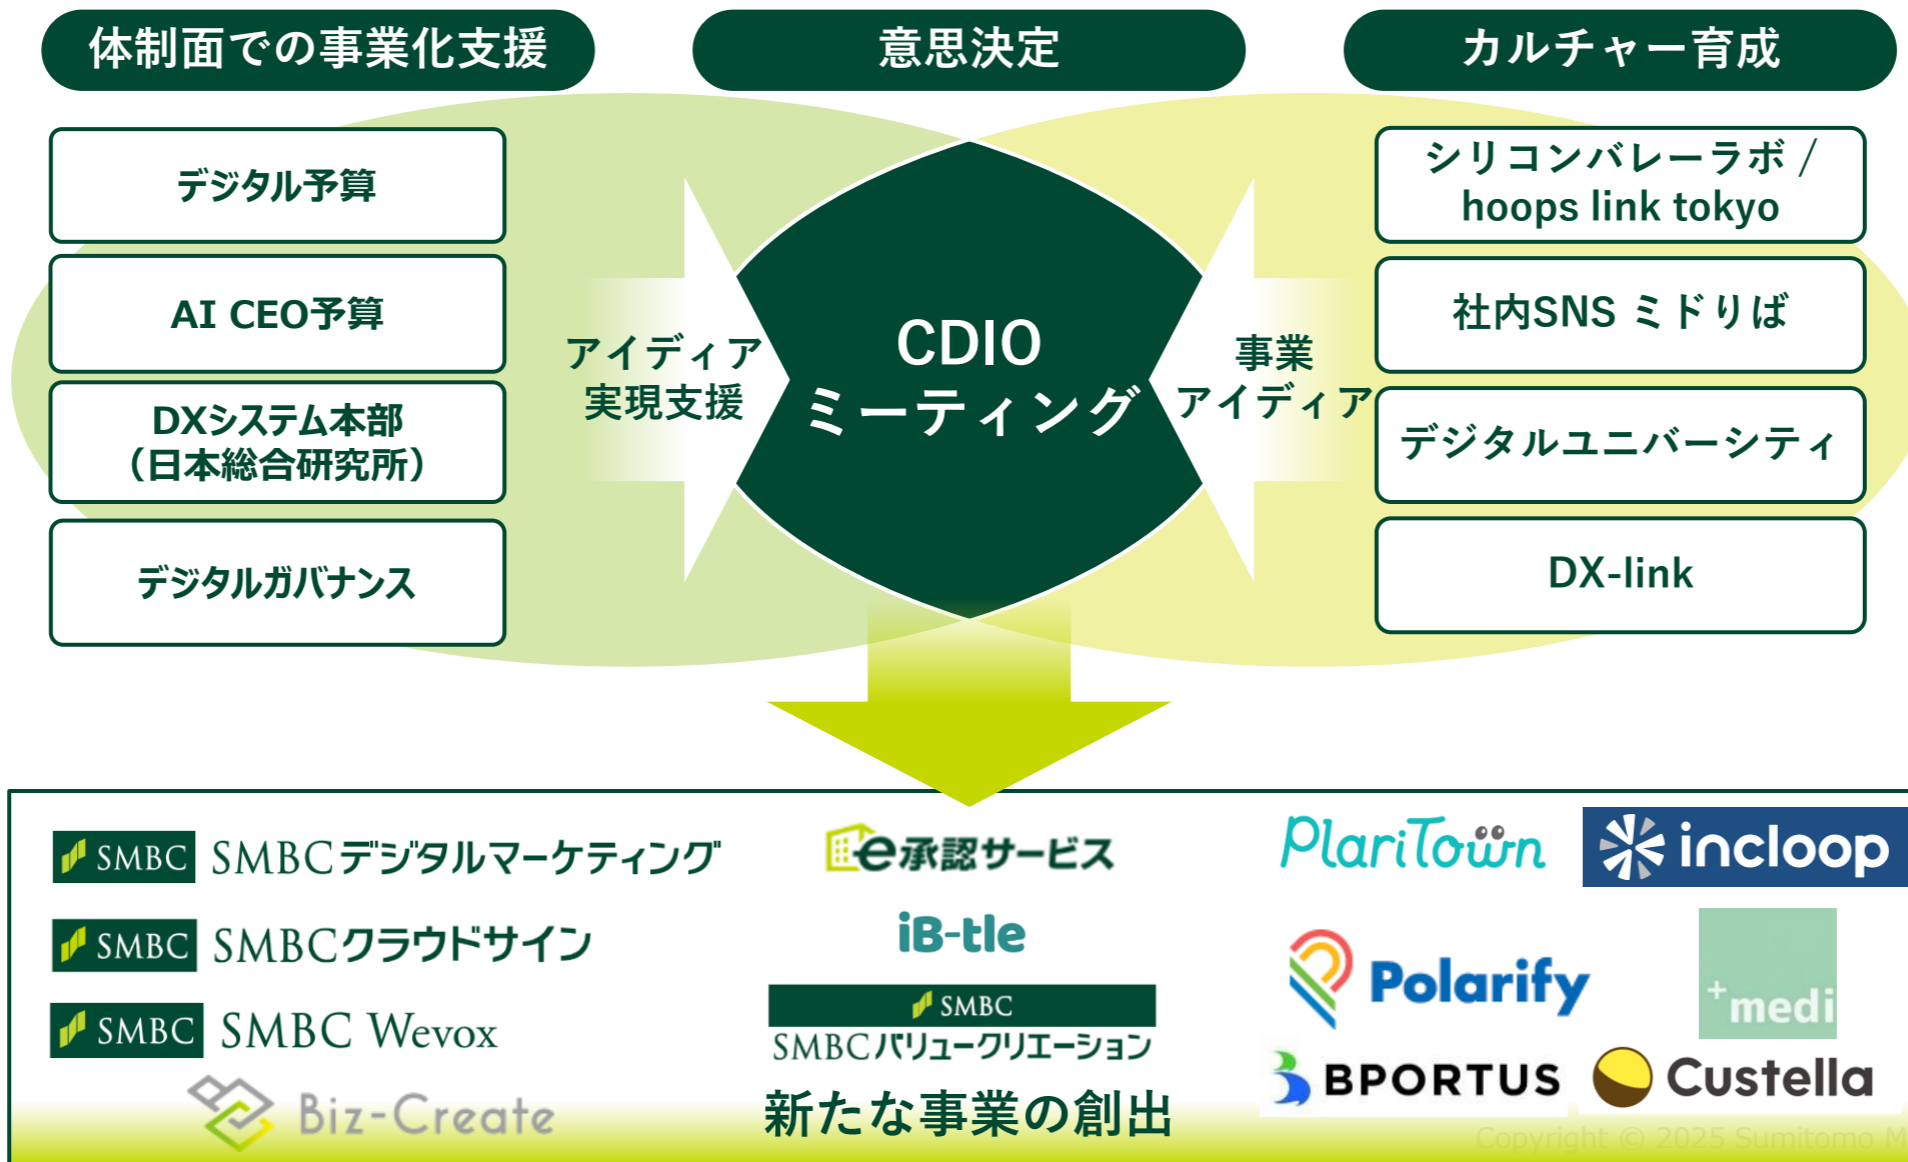 体制面での事業化支援
意思決定
カルチャー育成
デジタル予算
AI CEO予算
DXシステム本部
（日本総合研究所）
デジタルガバナンス
アイディア
実現支援
CDIO
ミーティング
事業
アイディア
シリコンバレーラボ /
hoops link tokyo
社内SNS ミドりば
デジタルユニバーシティ
DX-link
SMBC SMBCデジタルマーケティング
SMBC SMBCクラウドサイン
SMBC SMBC Wevox
Biz-Create
e承認サービス
iB-tle
SMBC
SMBCバリュークリエーション
新たな事業の創出
PlariTown
incloop
Polarify
+medi
BPORTUS
Custella
Copyright © 2025 Sumitomo M